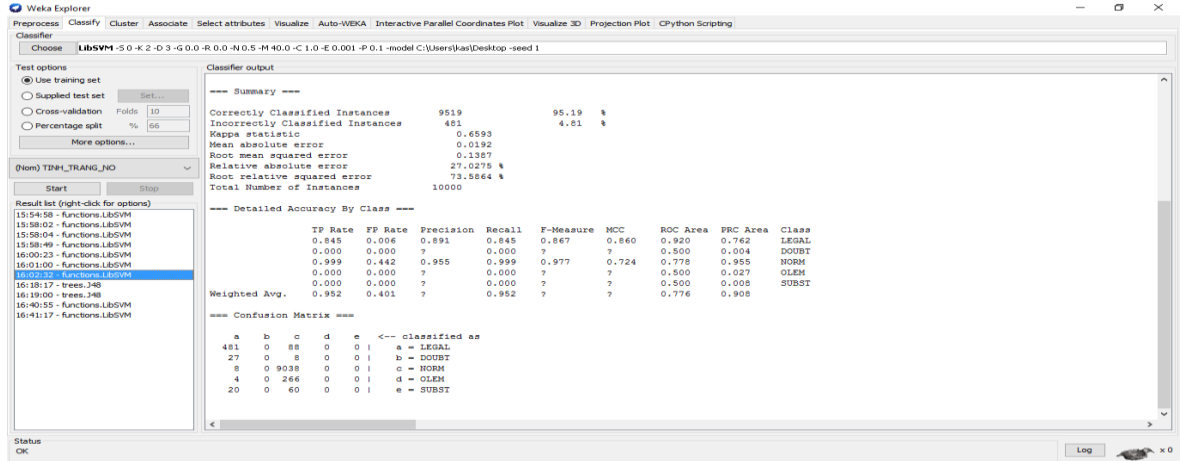 Weka Explorer
Preprocess Classify Cluster Associate Select attributes Visualize Auto-WEKA Interactive Parallel Coordinates Plot Visualize 3D Projection Plot CPython Scripting
Classifier
Choose LibSVM -S 0 -K 2 -D 3 -G 0.0 -R 0.0 -N 0.5 -M 40.0 -C 1.0 -E 0.001 -P 0.1 -model C:\Users\kas\Desktop -seed 1
Test options
Use training set
Supplied test set Set...
Cross-validation Folds 10
Percentage split % 66
More options...
(Nom) TINH_TRANG_NO
Start Stop
Result list (right-click for options)
15:54:58 - functions.LibSVM
15:58:02 - functions.LibSVM
15:58:04 - functions.LibSVM
15:58:49 - functions.LibSVM
16:00:23 - functions.LibSVM
16:01:00 - functions.LibSVM
16:02:32 - functions.LibSVM
16:18:17 - trees.J48
16:19:00 - trees.J48
16:40:55 - functions.LibSVM
16:41:17 - functions.LibSVM
Classifier output
=== Summary ===
Correctly Classified Instances 9519 95.19 %
Incorrectly Classified Instances 481 4.81 %
Kappa statistic 0.6593
Mean absolute error 0.0192
Root mean squared error 0.1387
Relative absolute error 27.0275 %
Root relative squared error 73.5864 %
Total Number of Instances 10000
=== Detailed Accuracy By Class ===
TP Rate FP Rate Precision Recall F-Measure MCC ROC Area PRC Area Class
0.845 0.006 0.891 0.845 0.867 0.860 0.920 0.762 LEGAL
0.000 0.000 ? 0.000 ? ? 0.500 0.004 DOUBT
0.999 0.442 0.955 0.999 0.977 0.724 0.778 0.955 NORM
0.000 0.000 ? 0.000 ? ? 0.500 0.027 OLEM
0.000 0.000 ? 0.000 ? ? 0.500 0.008 SUBST
Weighted Avg. 0.952 0.401 ? 0.952 ? ? 0.776 0.908
=== Confusion Matrix ===
a b c d e <-- classified as
481 0 88 0 0 | a = LEGAL
27 0 8 0 0 | b = DOUBT
8 0 9038 0 0 | c = NORM
4 0 266 0 0 | d = OLEM
20 0 60 0 0 | e = SUBST
Status
OK
Log
x 0